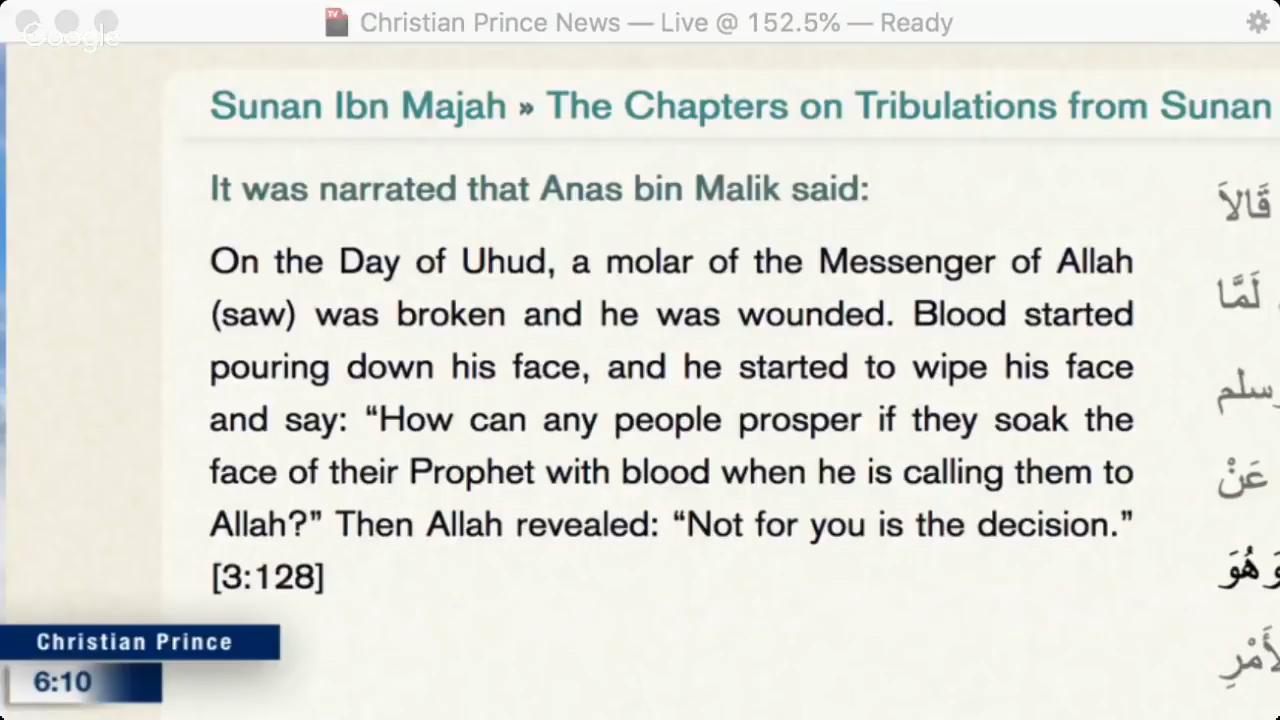 Christian Prince News — Live @ 152.5% — Ready
Google
Sunan Ibn Majah » The Chapters on Tribulations from Sunan
It was narrated that Anas bin Malik said:
قَالاَ
On the Day of Uhud, a molar of the Messenger of Allah
لَمَّا
(saw) was broken and he was wounded. Blood started
pouring down his face, and he started to wipe his face
وسلم
and say: “How can any people prosper if they soak the
face of their Prophet with blood when he is calling them to
عَنْ
Allah?” Then Allah revealed: “Not for you is the decision.”
[3:128]
وَهُوَ
Christian Prince
6:10